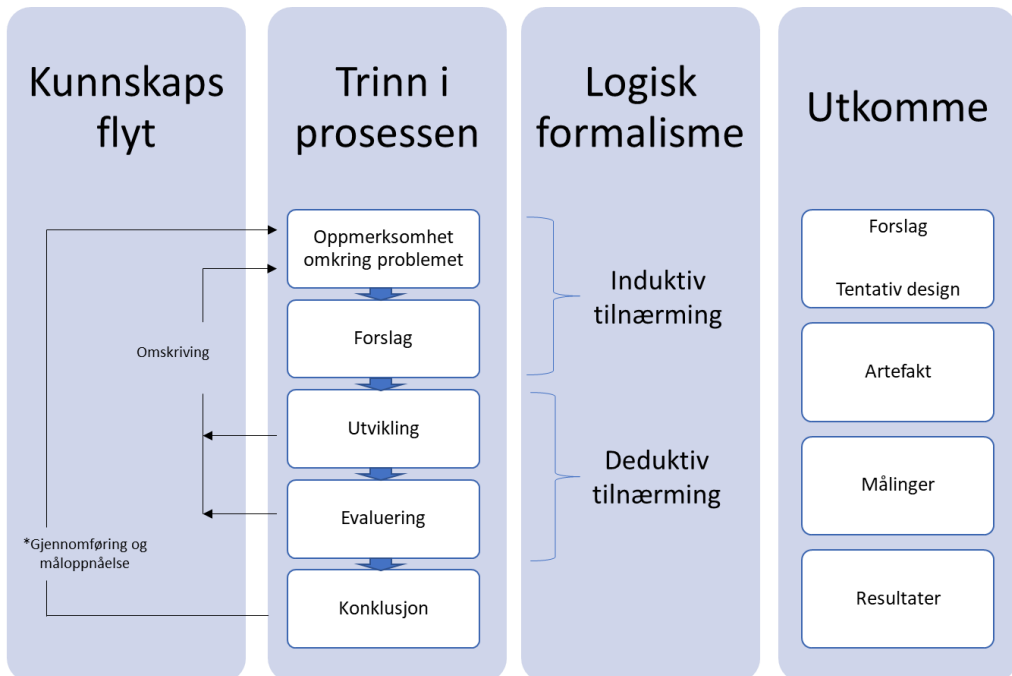 Kunnskaps
flyt
Trinn i
prosessen
Logisk
formalisme
Utkomme
Oppmerksomhet
omkring problemet
Forslag
Utvikling
Evaluering
Konklusjon
Omskriving
*Gjennomføring og
måloppnåelse
Induktiv
tilnærming
Deduktiv
tilnærming
Forslag
Tentativ design
Artefakt
Målinger
Resultater